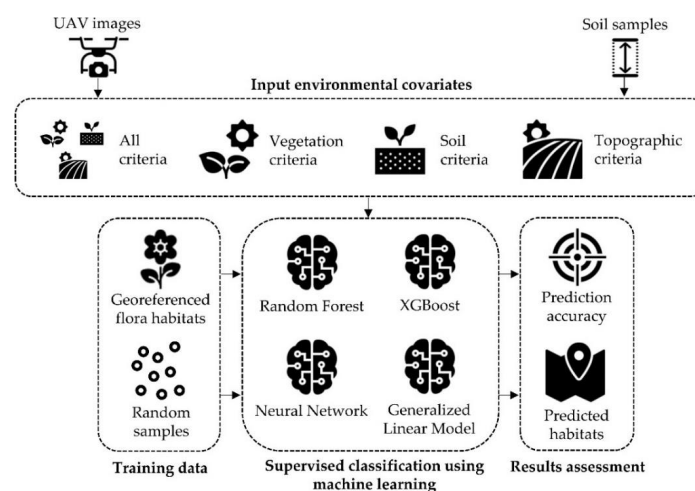 UAV images
Soil samples
Input environmental covariates
All
criteria
Vegetation
criteria
Soil
criteria
Topographic
criteria
Georeferenced
flora habitats
Random
samples
Training data
Random Forest
XGBoost
Neural Network
Generalized
Linear Model
Supervised classification using
machine learning
Prediction
accuracy
Predicted
habitats
Results assessment